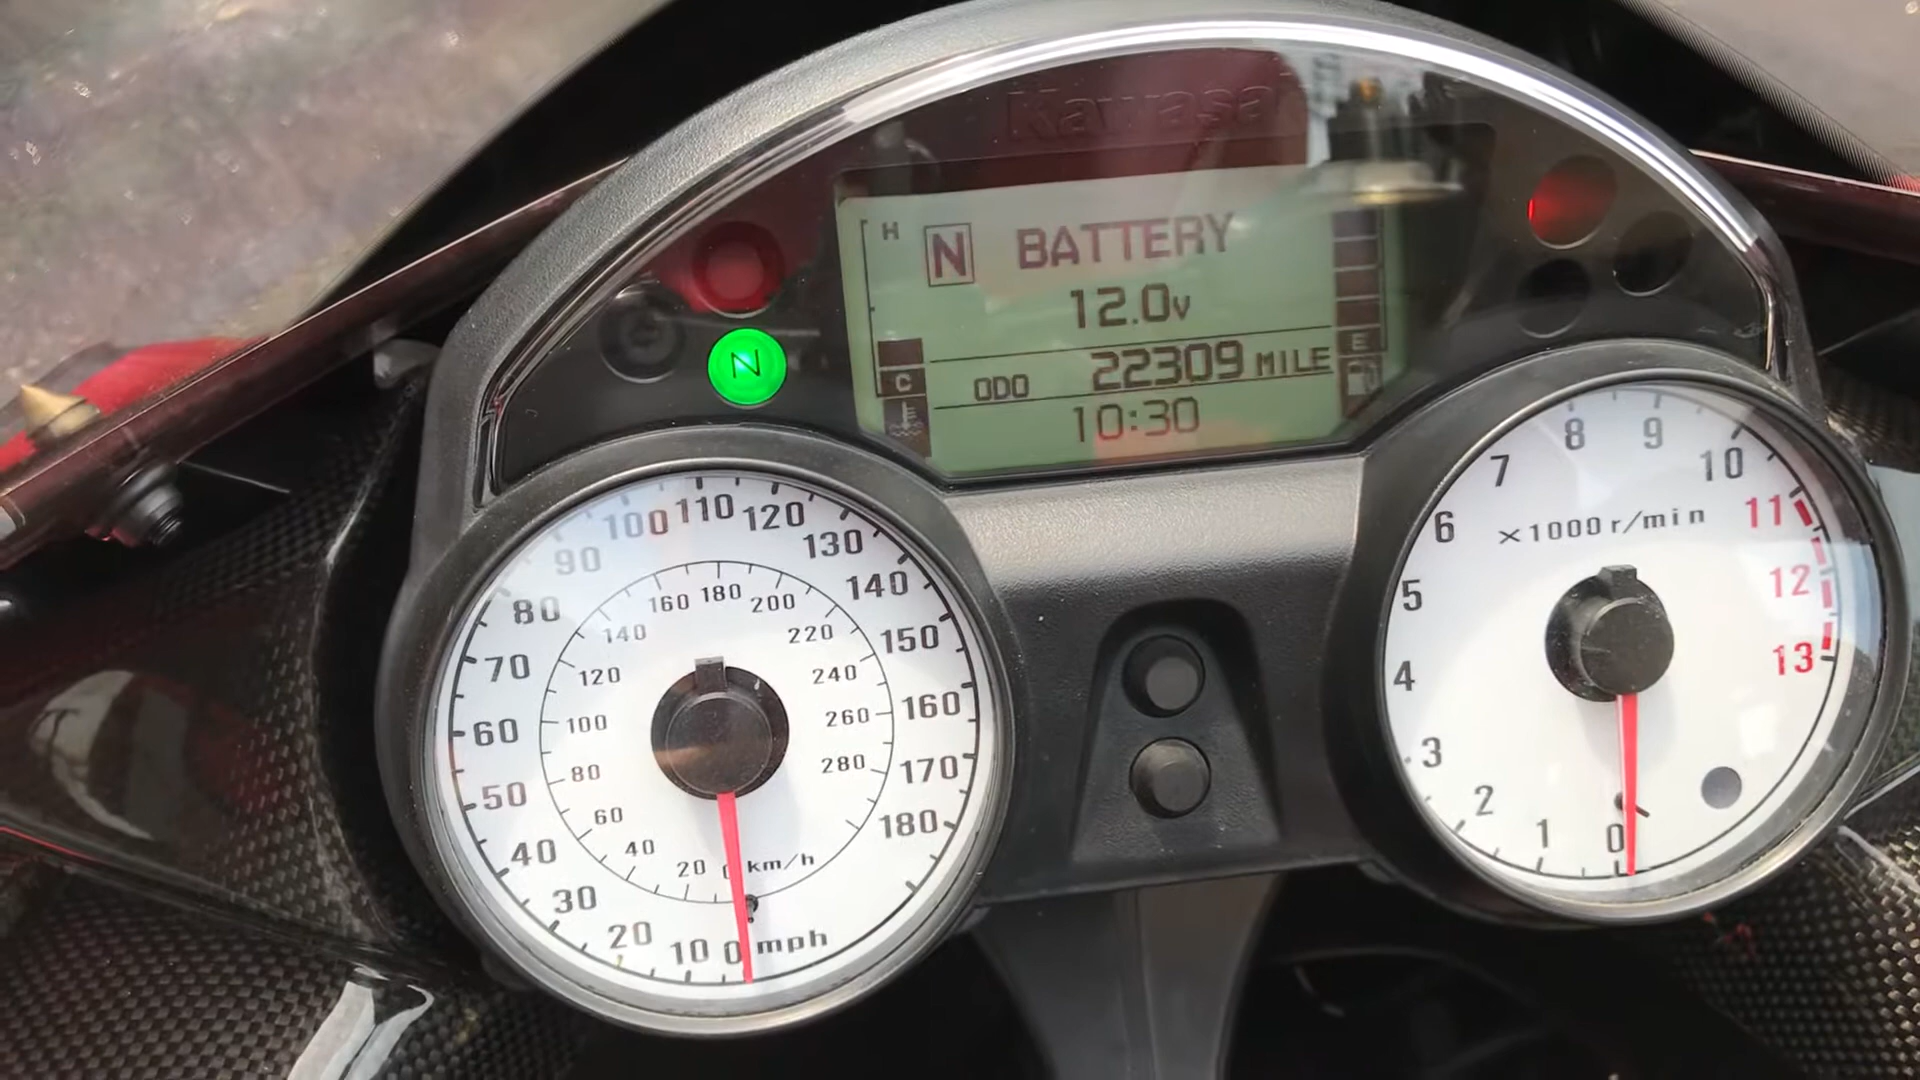 Kawasa
H
N BATTERY
12.0v
E
C
ODO 22309 MILE
10:30
N
0 10 20 30 40 50 60 70 80 90 100 110 120 130 140 150 160 170 180
mph
20 40 60 80 100 120 140 160 180 200 220 240 260 280
km/h
0 1 2 3 4 5 6 7 8 9 10 11 12 13
×1000 r/min